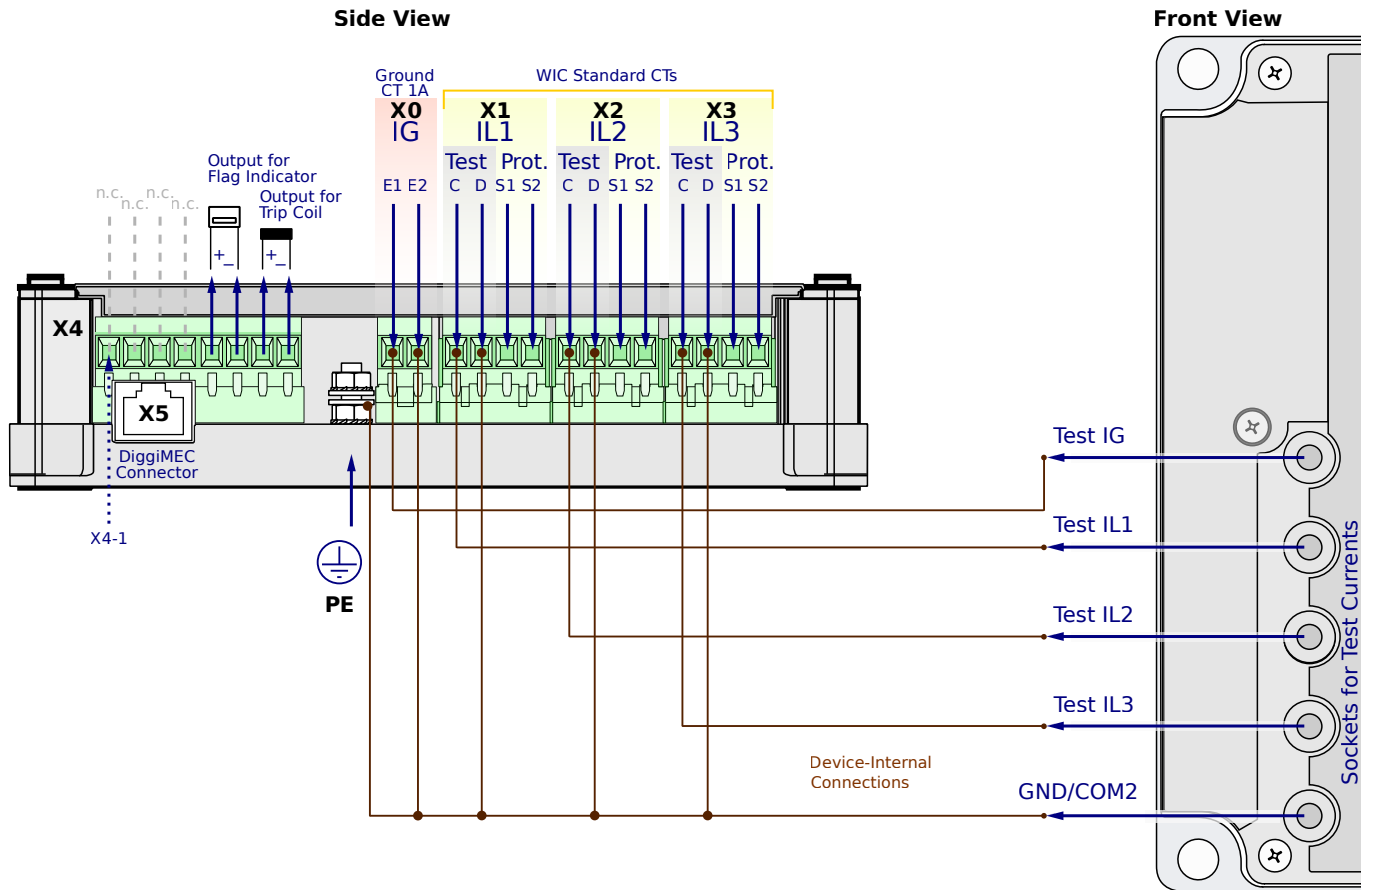 Side View
Front View
Ground
CT 1A
WIC Standard CTs
X0
X1
X2
X3
IG
IL1
IL2
IL3
Test Prot.
Test Prot.
Test Prot.
E1 E2
C D S1 S2
C D S1 S2
C D S1 S2
Output for
Flag Indicator
Output for
Trip Coil
n.c.
n.c.
n.c.
n.c.
+ −
+ −
X4
X5
DiggiMEC
Connector
X4-1
PE
Test IG
Test IL1
Test IL2
Test IL3
GND/COM2
Device-Internal
Connections
Sockets for Test Currents